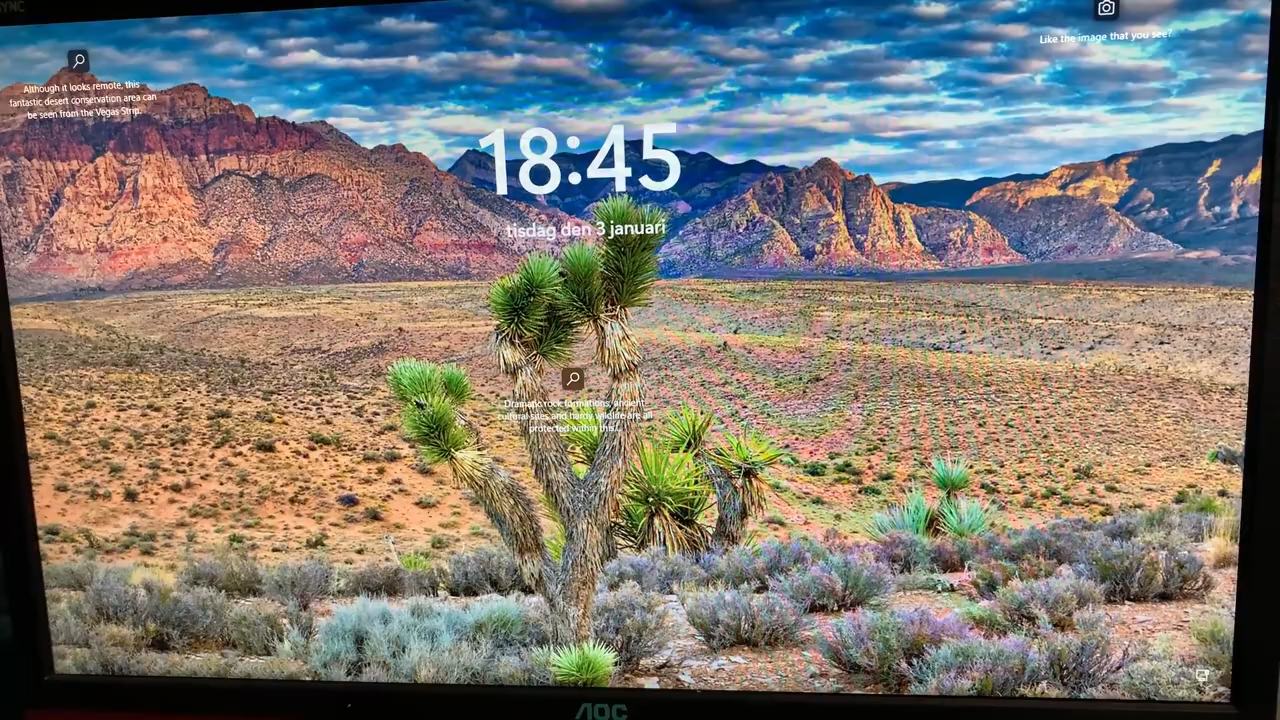 Like the image that you see?
Although it looks remote, this
fantastic desert conservation area can
be seen from the Vegas Strip.
18:45
tisdag den 3 januari
Dramatic rock formations, ancient
cultural sites and hardy wildlife are all
protected within this...
AOC